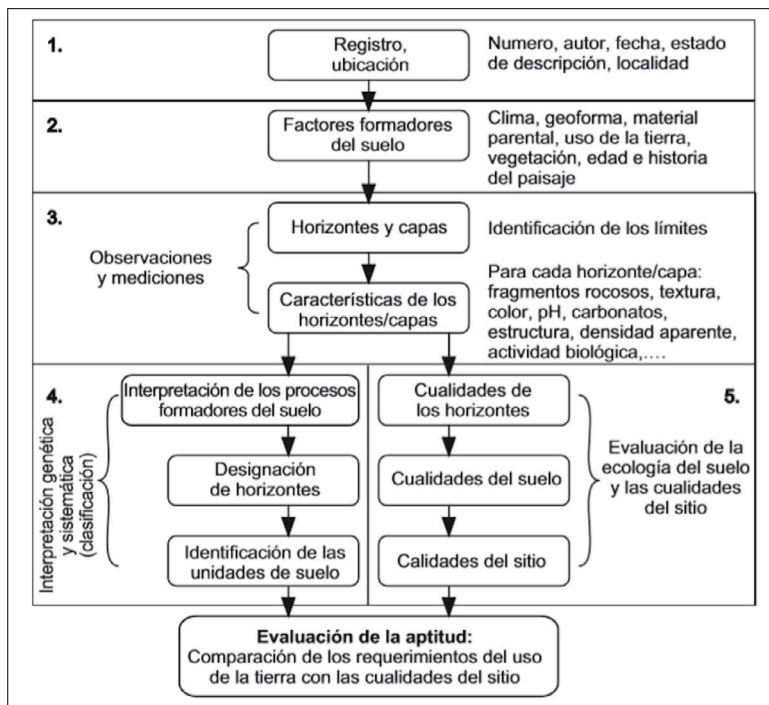 1.
Registro,
ubicación
Numero, autor, fecha, estado
de descripción, localidad
2.
Factores formadores
del suelo
Clima, geoforma, material
parental, uso de la tierra,
vegetación, edad e historia
del paisaje
3.
Observaciones
y mediciones
Horizontes y capas
Identificación de los límites
Características de los
horizontes/capas
Para cada horizonte/capa:
fragmentos rocosos, textura,
color, pH, carbonatos,
estructura, densidad aparente,
actividad biológica,....
4.
Interpretación genética
y sistemática
(clasificación)
Interpretación de los procesos
formadores del suelo
Designación
de horizontes
Identificación de las
unidades de suelo
5.
Cualidades de
los horizontes
Cualidades del suelo
Calidades del sitio
Evaluación de la
ecología del suelo
y las cualidades
del sitio
Evaluación de la aptitud:
Comparación de los requerimientos del uso
de la tierra con las cualidades del sitio